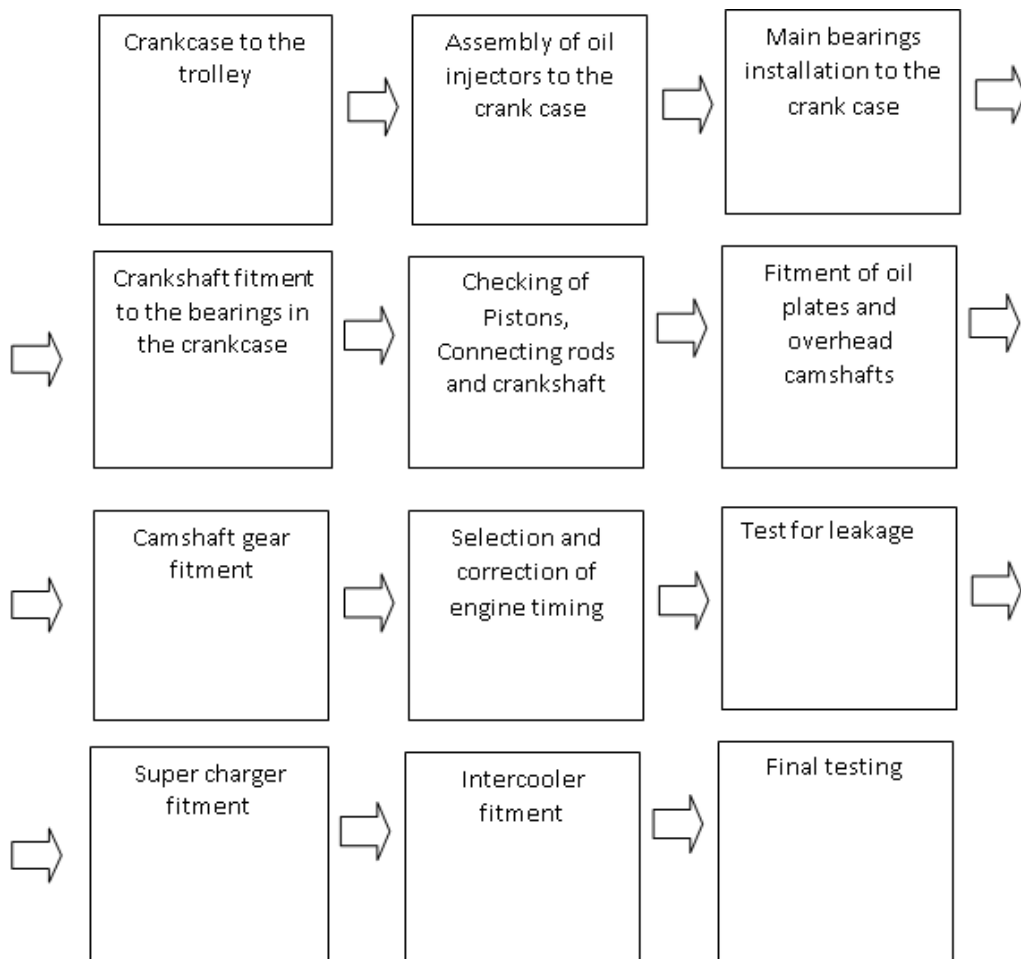 Crankcase to the
trolley
Assembly of oil
injectors to the
crank case
Main bearings
installation to the
crank case
Crankshaft fitment
to the bearings in
the crankcase
Checking of
Pistons,
Connecting rods
and crankshaft
Fitment of oil
plates and
overhead
camshafts
Camshaft gear
fitment
Selection and
correction of
engine timing
Test for leakage
Super charger
fitment
Intercooler
fitment
Final testing